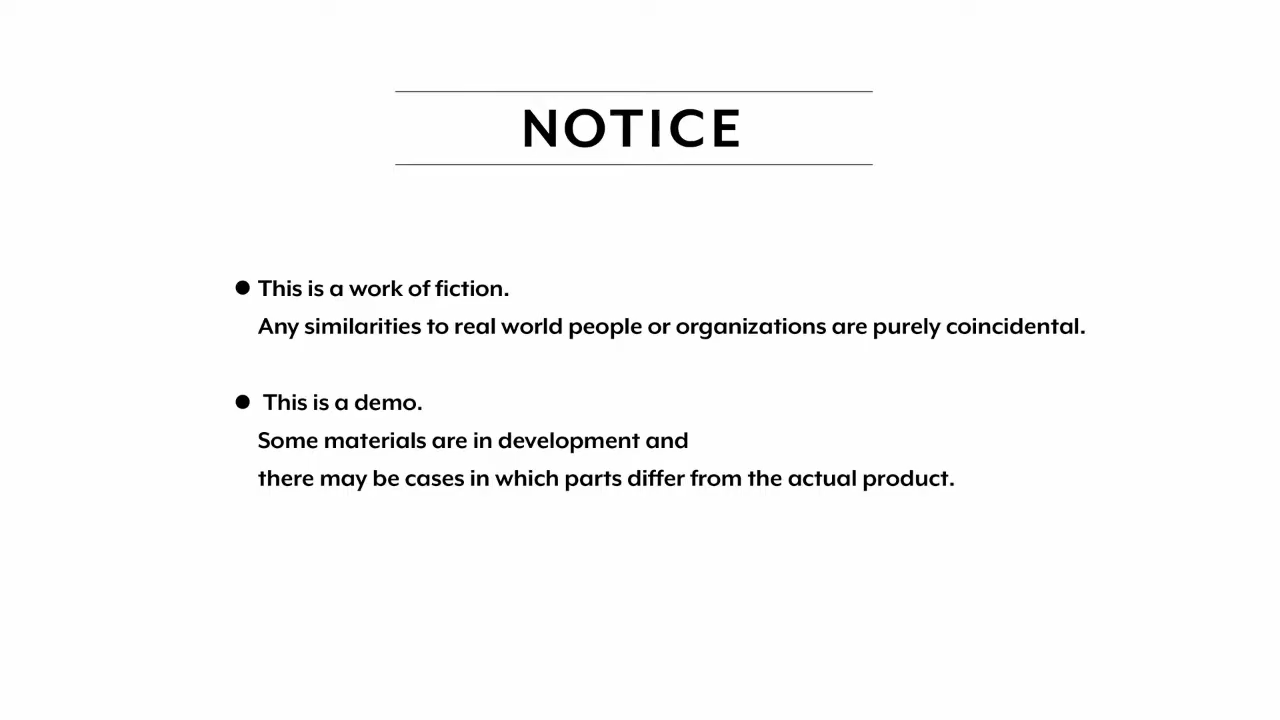 NOTICE
● This is a work of fiction.
Any similarities to real world people or organizations are purely coincidental.
● This is a demo.
Some materials are in development and
there may be cases in which parts differ from the actual product.